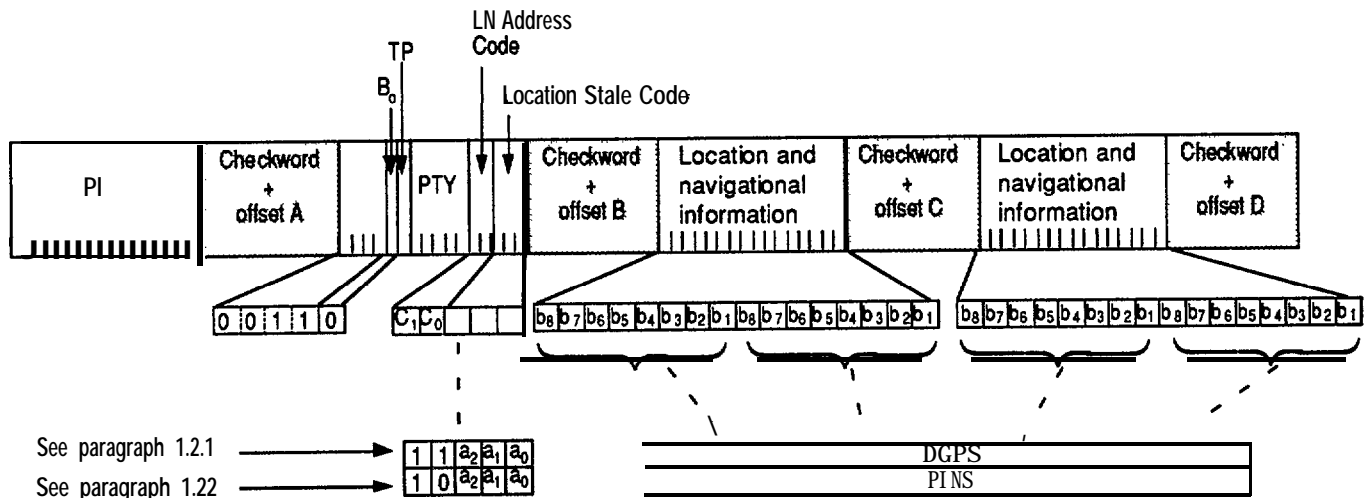 LN Address
Code
TP
B₀
Location Stale Code
PI
Checkword
+
offset A
PTY
Checkword
+
offset B
Location and
navigational
information
Checkword
+
offset C
Location and
navigational
information
Checkword
+
offset D
0 0 1 1 0
C₁ C₀
b₈ b₇ b₆ b₅ b₄ b₃ b₂ b₁ b₈ b₇ b₆ b₅ b₄ b₃ b₂ b₁
b₈ b₇ b₆ b₅ b₄ b₃ b₂ b₁ b₈ b₇ b₆ b₅ b₄ b₃ b₂ b₁
See paragraph 1.2.1
1 1 a₂ a₁ a₀
DGPS
See paragraph 1.22
1 0 a₂ a₁ a₀
PINS